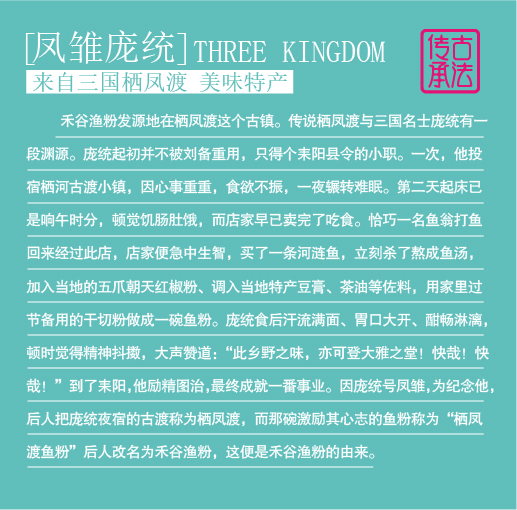 [凤雏庞统] THREE KINGDOM
来自三国栖凤渡 美味特产
古法
传承
禾谷渔粉发源地在栖凤渡这个古镇。传说栖凤渡与三国名士庞统有一
段渊源。庞统起初并不被刘备重用，只得个耒阳县令的小职。一次，他投
宿栖河古渡小镇，因心事重重，食欲不振，一夜辗转难眠。第二天起床已
是响午时分，顿觉饥肠肚饿，而店家早已卖完了吃食。恰巧一名鱼翁打鱼
回来经过此店，店家便急中生智，买了一条河涟鱼，立刻杀了熬成鱼汤，
加入当地的五爪朝天红椒粉、调入当地特产豆膏、茶油等佐料，用家里过
节备用的干切粉做成一碗鱼粉。庞统食后汗流满面、胃口大开、酣畅淋漓，
顿时觉得精神抖擞，大声赞道：“此乡野之味，亦可登大雅之堂！快哉！快
哉！”到了耒阳，他励精图治，最终成就一番事业。因庞统号凤雏，为纪念他，
后人把庞统夜宿的古渡称为栖凤渡，而那碗激励其心志的鱼粉称为“栖凤
渡鱼粉”后人改名为禾谷渔粉，这便是禾谷渔粉的由来。